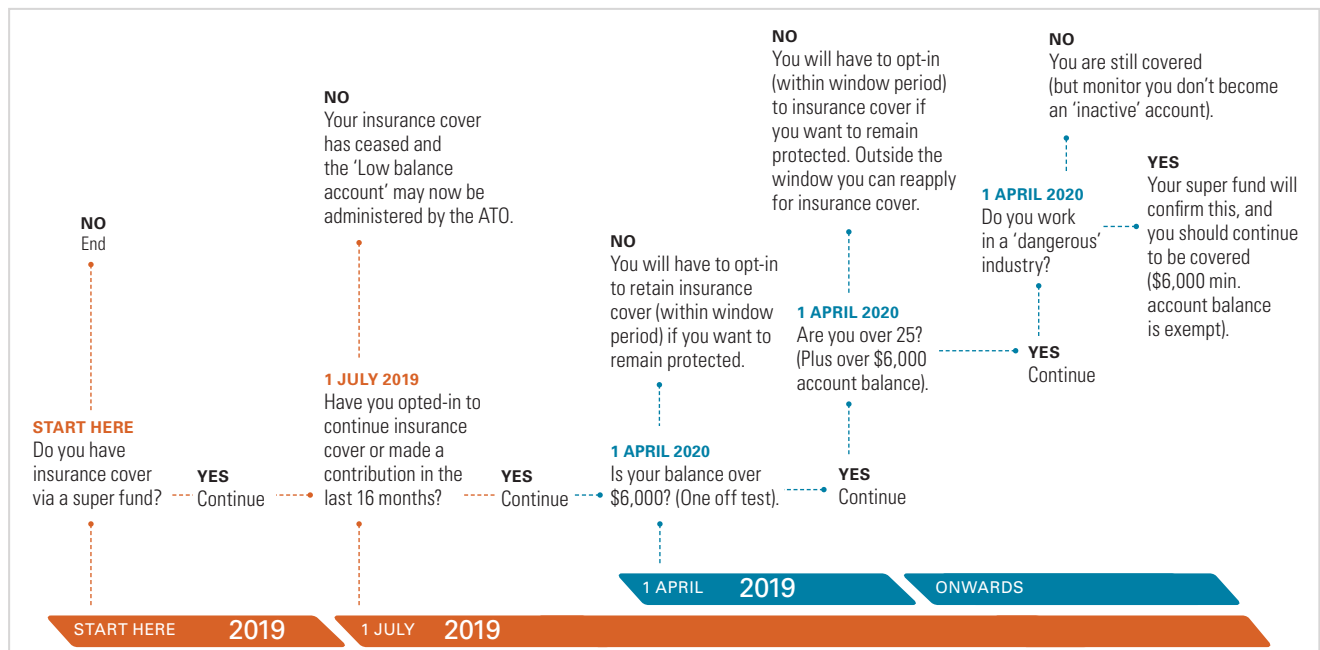 START HERE
Do you have
insurance cover
via a super fund?
NO
End
YES
Continue
1 JULY 2019
Have you opted-in to
continue insurance
cover or made a
contribution in the
last 16 months?
NO
Your insurance cover
has ceased and
the ‘Low balance
account’ may now be
administered by the ATO.
YES
Continue
1 APRIL 2020
Is your balance over
$6,000? (One off test).
NO
You will have to opt-in
to retain insurance
cover (within window
period) if you want to
remain protected.
YES
Continue
1 APRIL 2020
Are you over 25?
(Plus over $6,000
account balance).
NO
You will have to opt-in
(within window period)
to insurance cover if
you want to remain
protected. Outside the
window you can reapply
for insurance cover.
YES
Continue
1 APRIL 2020
Do you work
in a ‘dangerous’
industry?
NO
You are still covered
(but monitor you don’t become
an ‘inactive’ account).
YES
Your super fund will
confirm this, and
you should continue
to be covered
($6,000 min.
account balance
is exempt).
1 APRIL 2019
ONWARDS
START HERE 2019
1 JULY 2019